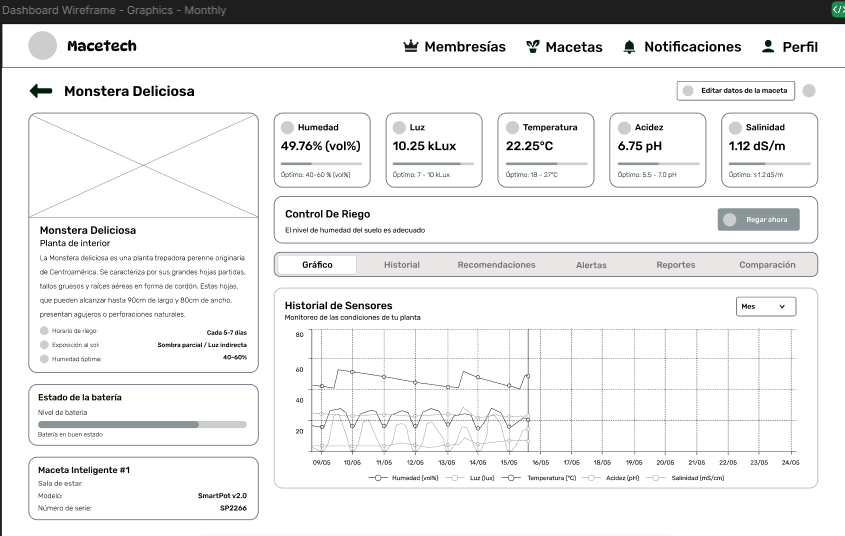 Dashboard Wireframe - Graphics - Monthly
Macetech
Membresías
Macetas
Notificaciones
Perfil
Monstera Deliciosa
Editar datos de la maceta
Monstera Deliciosa
Planta de interior
La Monstera deliciosa es una planta trepadora perenne originaria
de Centroamérica. Se caracteriza por sus grandes hojas partidas,
tallos gruesos y raíces aéreas en forma de cordón. Estas hojas,
que pueden alcanzar hasta 90cm de largo y 80cm de ancho,
presentan agujeros o perforaciones naturales.
Horario de riego: Cada 5-7 días
Exposición al sol: Sombra parcial / Luz indirecta
Humedad óptima: 40-60%
Estado de la batería
Nivel de batería
Batería en buen estado
Maceta Inteligente #1
Sala de estar
Modelo: SmartPot v2.0
Número de serie: SP2266
Humedad
49.76% (vol%)
Óptimo: 40-60 % (vol%)
Luz
10.25 kLux
Óptimo: 7 - 10 kLux
Temperatura
22.25°C
Óptimo: 18 - 27°C
Acidez
6.75 pH
Óptimo: 5.5 - 7.0 pH
Salinidad
1.12 dS/m
Óptimo: ≤1.2 dS/m
Control De Riego
El nivel de humedad del suelo es adecuado
Regar ahora
Gráfico Historial Recomendaciones Alertas Reportes Comparación
Historial de Sensores
Monitoreo de las condiciones de tu planta
Mes
80
60
40
20
09/05 10/05 11/05 12/05 13/05 14/05 15/05 16/05 17/05 18/05 19/05 20/05 21/05 22/05 23/05 24/05
Humedad (vol%) Luz (lux) Temperatura (°C) Acidez (pH) Salinidad (mS/cm)